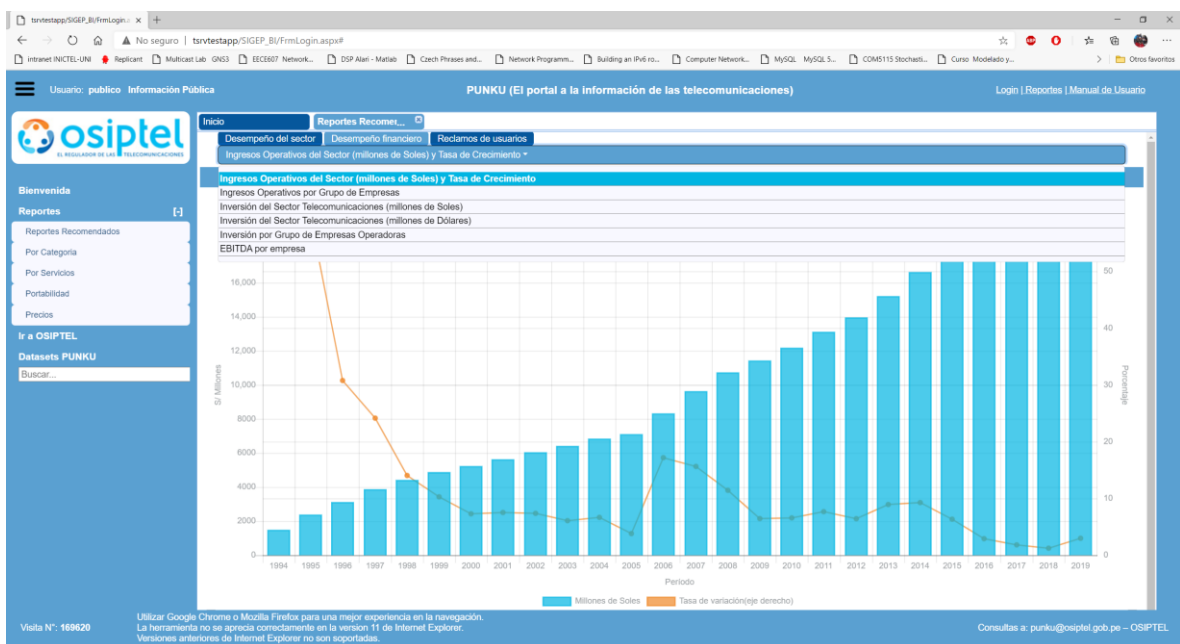 tsrvtestapp/SIGEP_BI/FrmLogin.a
No seguro | tsrvtestapp/SIGEP_BI/FrmLogin.aspx#
intranet INICTEL-UNI Replicant Multicast Lab GNS3 EECE607 Network... DSP Alari - Matlab Czech Phrases and... Network Programm... Building an IPv6 ro... Computer Network... MySQL MySQL 5... COM5115 Stochasti... Curso Modelado y... Otros favoritos
Usuario: publico Información Pública
PUNKU (El portal a la información de las telecomunicaciones)
Login | Reportes | Manual de Usuario
osiptel
EL REGULADOR DE LAS TELECOMUNICACIONES
Bienvenida
Reportes [-]
Reportes Recomendados
Por Categoria
Por Servicios
Portabilidad
Precios
Ir a OSIPTEL
Datasets PUNKU
Buscar...
Inicio
Reportes Recomer...
Desempeño del sector
Desempeño financiero
Reclamos de usuarios
Ingresos Operativos del Sector (millones de Soles) y Tasa de Crecimiento
Ingresos Operativos del Sector (millones de Soles) y Tasa de Crecimiento
Ingresos Operativos por Grupo de Empresas
Inversión del Sector Telecomunicaciones (millones de Soles)
Inversión del Sector Telecomunicaciones (millones de Dólares)
Inversión por Grupo de Empresas Operadoras
EBITDA por empresa
16,000
14,000
12,000
10,000
8000
6000
4000
2000
0
S/ Millones
50
40
30
20
10
0
Porcentaje
1994 1995 1996 1997 1998 1999 2000 2001 2002 2003 2004 2005 2006 2007 2008 2009 2010 2011 2012 2013 2014 2015 2016 2017 2018 2019
Periodo
Millones de Soles
Tasa de variación(eje derecho)
Visita N°: 169620
Utilizar Google Chrome o Mozilla Firefox para una mejor experiencia en la navegación.
La herramienta no se aprecia correctamente en la version 11 de Internet Explorer.
Versiones anteriores de Internet Explorer no son soportadas.
Consultas a: punku@osiptel.gob.pe – OSIPTEL